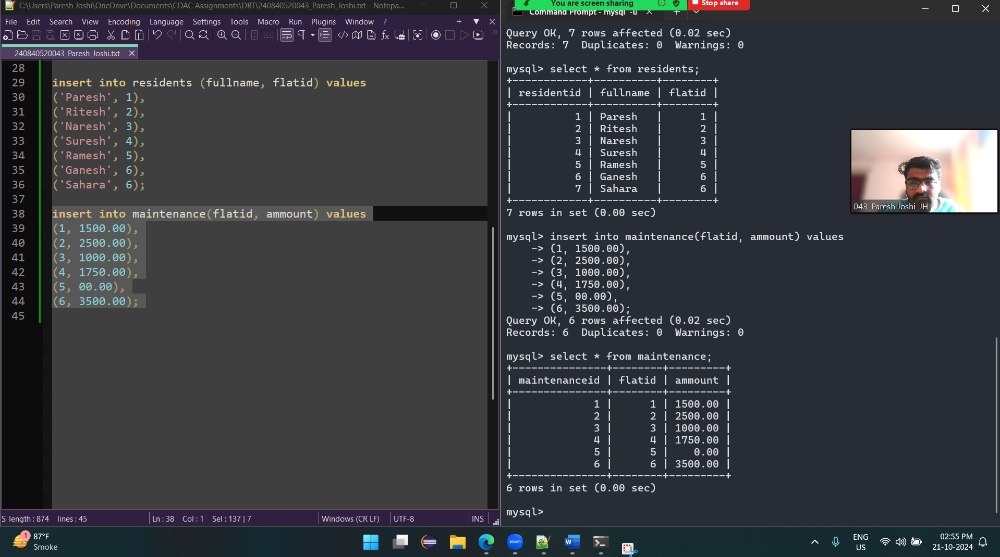 C:\Users\Paresh Joshi\OneDrive\Documents\CDAC Assignments\DBT\240840520043_Paresh_Joshi.txt - Notepa...
File Edit Search View Encoding Language Settings Tools Macro Run Plugins Window ?
240840520043_Paresh_Joshi.txt
28
29 insert into residents (fullname, flatid) values
30 ('Paresh', 1),
31 ('Ritesh', 2),
32 ('Naresh', 3),
33 ('Suresh', 4),
34 ('Ramesh', 5),
35 ('Ganesh', 6),
36 ('Sahara', 6);
37
38 insert into maintenance(flatid, ammount) values
39 (1, 1500.00),
40 (2, 2500.00),
41 (3, 1000.00),
42 (4, 1750.00),
43 (5, 00.00),
44 (6, 3500.00);
45
S length : 874 lines : 45 Ln : 38 Col : 1 Sel : 137 | 7 Windows (CR LF) UTF-8 INS
You are screen sharing Stop share
Command Prompt - mysql -u
Query OK, 7 rows affected (0.02 sec)
Records: 7 Duplicates: 0 Warnings: 0
mysql> select * from residents;
+------------+----------+--------+
| residentid | fullname | flatid |
+------------+----------+--------+
| 1 | Paresh | 1 |
| 2 | Ritesh | 2 |
| 3 | Naresh | 3 |
| 4 | Suresh | 4 |
| 5 | Ramesh | 5 |
| 6 | Ganesh | 6 |
| 7 | Sahara | 6 |
+------------+----------+--------+
7 rows in set (0.00 sec)
mysql> insert into maintenance(flatid, ammount) values
-> (1, 1500.00),
-> (2, 2500.00),
-> (3, 1000.00),
-> (4, 1750.00),
-> (5, 00.00),
-> (6, 3500.00);
Query OK, 6 rows affected (0.02 sec)
Records: 6 Duplicates: 0 Warnings: 0
mysql> select * from maintenance;
+---------------+--------+---------+
| maintenanceid | flatid | ammount |
+---------------+--------+---------+
| 1 | 1 | 1500.00 |
| 2 | 2 | 2500.00 |
| 3 | 3 | 1000.00 |
| 4 | 4 | 1750.00 |
| 5 | 5 | 0.00 |
| 6 | 6 | 3500.00 |
+---------------+--------+---------+
6 rows in set (0.00 sec)
mysql>
043_Paresh Joshi_JH
1
87°F
Smoke
zoom
W
ENG
US
02:55 PM
21-10-2024